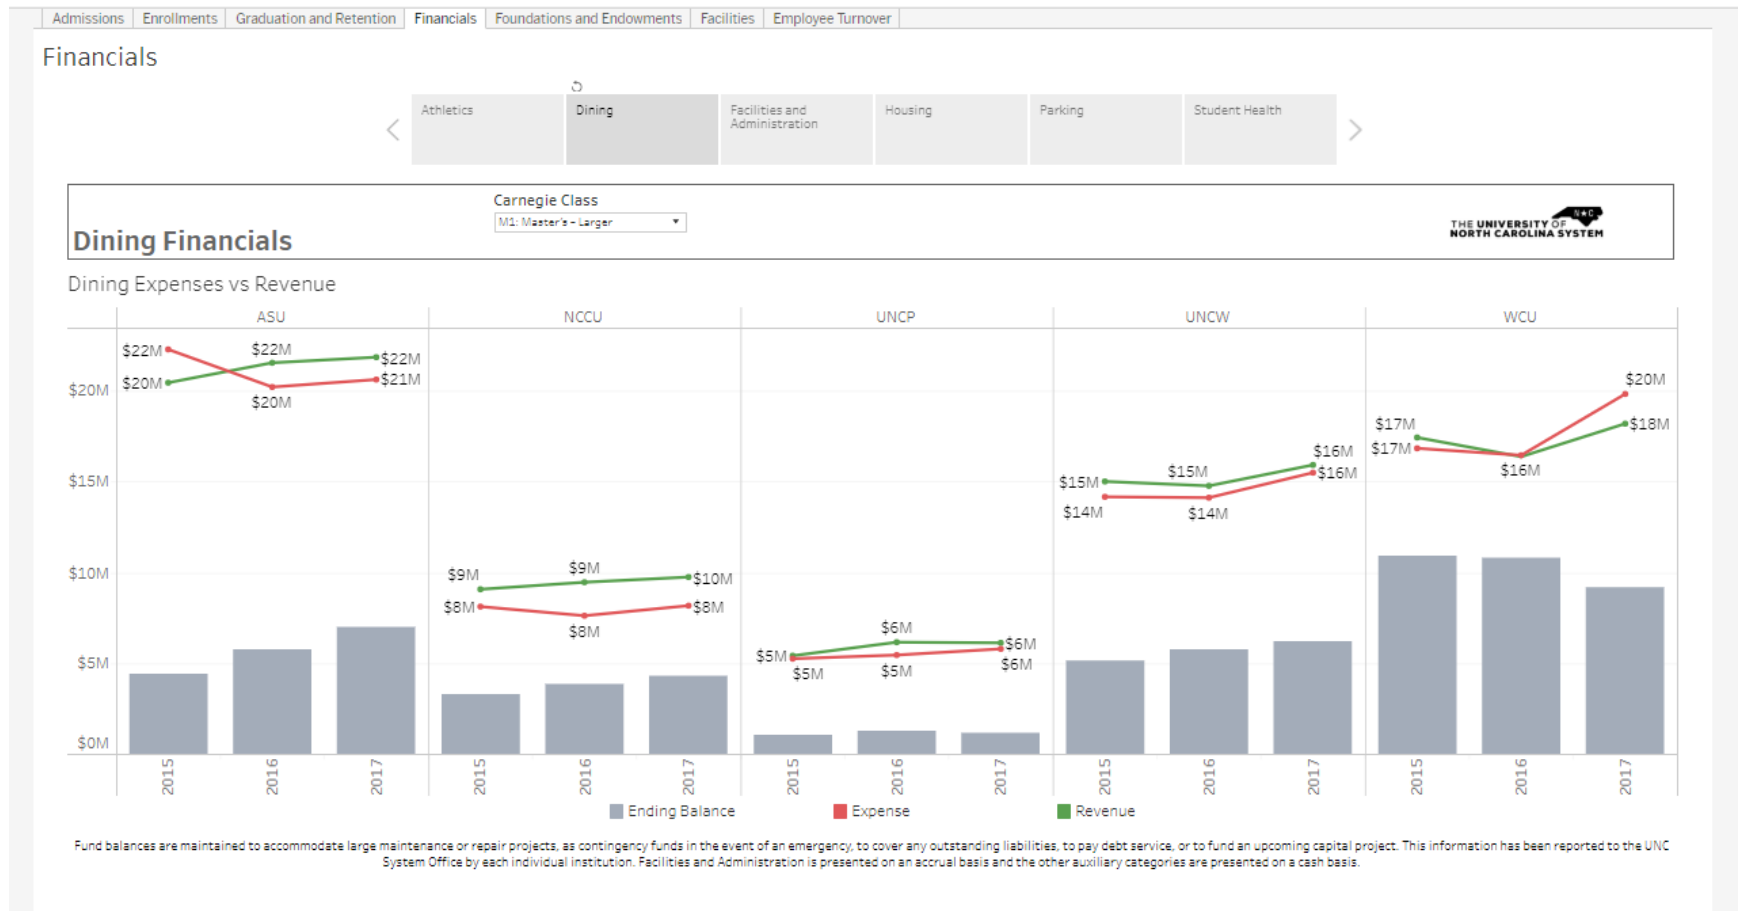 Admissions Enrollments Graduation and Retention Financials Foundations and Endowments Facilities Employee Turnover
Financials
Athletics Dining Facilities and Administration Housing Parking Student Health
Carnegie Class
M1: Master's - Larger
Dining Financials
N★C
THE UNIVERSITY OF
NORTH CAROLINA SYSTEM
Dining Expenses vs Revenue
ASU NCCU UNCP UNCW WCU
$20M
$15M
$10M
$5M
$0M
$22M $22M $22M
$20M $20M $21M
$9M $9M $10M
$8M $8M $8M
$5M $6M $6M
$5M $5M $6M
$15M $15M $16M
$14M $14M $16M
$17M $20M
$17M $16M $18M
2015 2016 2017 2015 2016 2017 2015 2016 2017 2015 2016 2017 2015 2016 2017
Ending Balance Expense Revenue
Fund balances are maintained to accommodate large maintenance or repair projects, as contingency funds in the event of an emergency, to cover any outstanding liabilities, to pay debt service, or to fund an upcoming capital project. This information has been reported to the UNC
System Office by each individual institution. Facilities and Administration is presented on an accrual basis and the other auxiliary categories are presented on a cash basis.